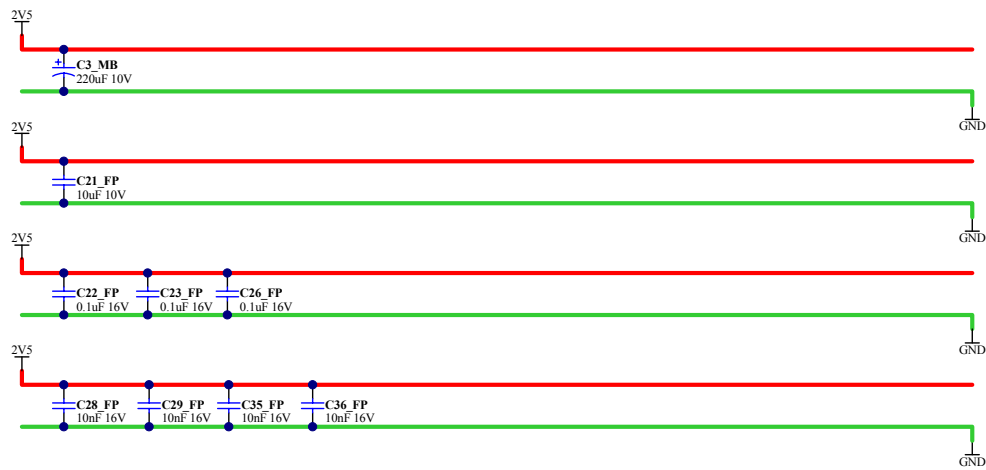 2V5
+
C3_MB
220uF 10V
GND
2V5
C21_FP
10uF 10V
GND
2V5
C22_FP C23_FP C26_FP
0.1uF 16V 0.1uF 16V 0.1uF 16V
GND
2V5
C28_FP C29_FP C35_FP C36_FP
10nF 16V 10nF 16V 10nF 16V 10nF 16V
GND